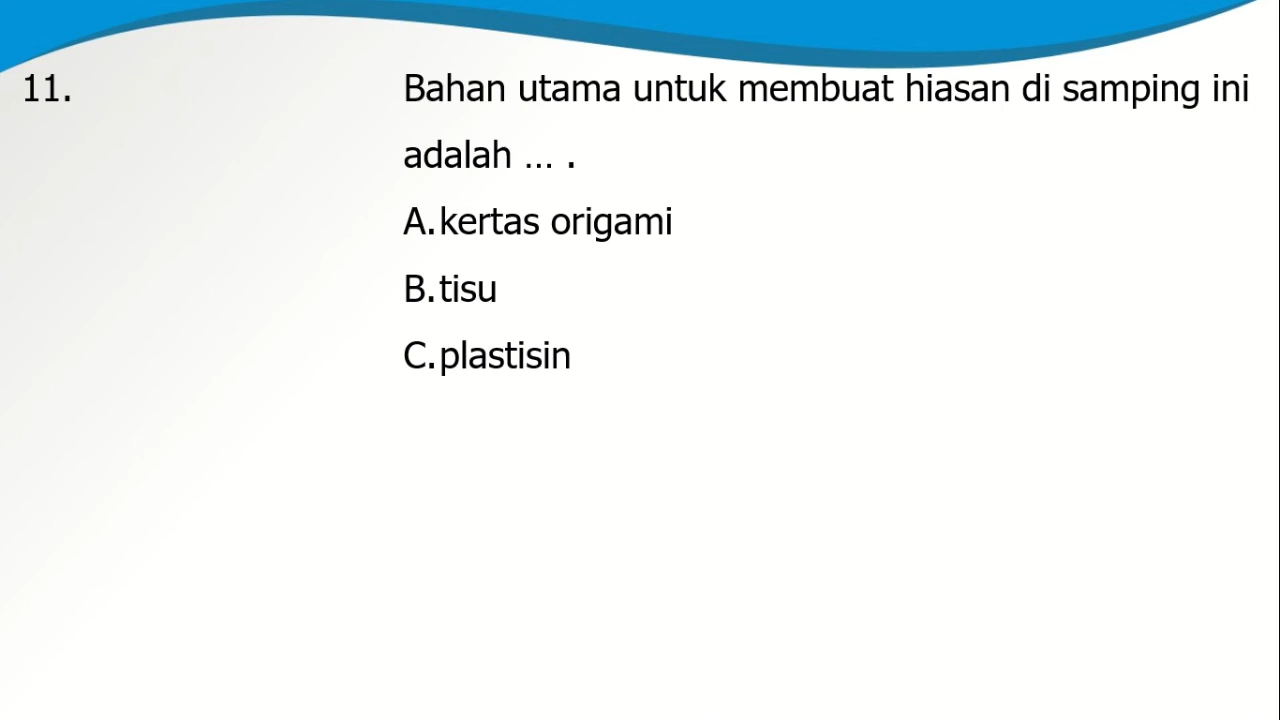 11. Bahan utama untuk membuat hiasan di samping ini
adalah ... .
A.kertas origami
B.tisu
C.plastisin